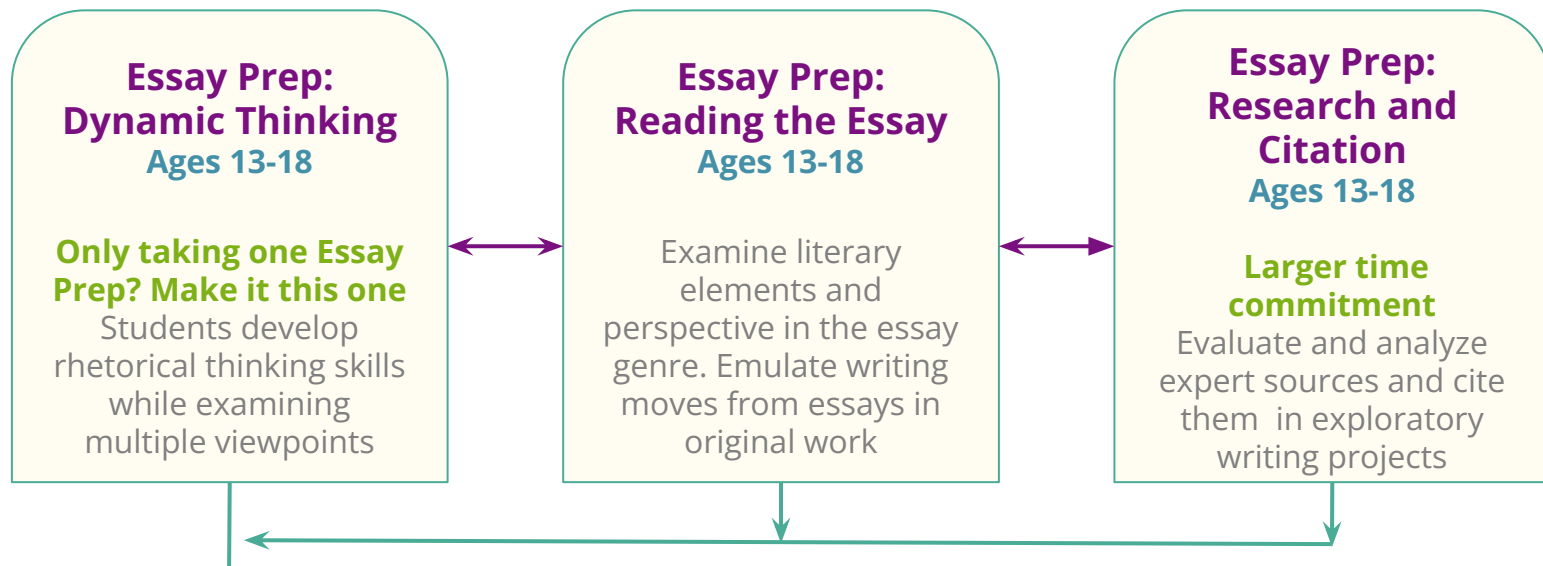 Essay Prep:
Dynamic Thinking
Ages 13-18
Only taking one Essay
Prep? Make it this one
Students develop
rhetorical thinking skills
while examining
multiple viewpoints
Essay Prep:
Reading the Essay
Ages 13-18
Examine literary
elements and
perspective in the essay
genre. Emulate writing
moves from essays in
original work
Essay Prep:
Research and
Citation
Ages 13-18
Larger time
commitment
Evaluate and analyze
expert sources and cite
them  in exploratory
writing projects